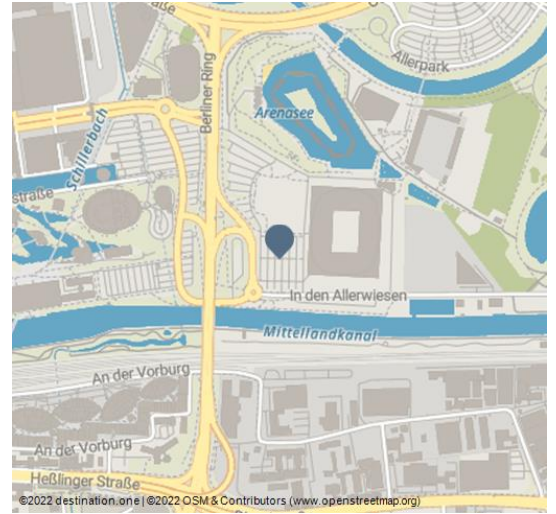 straße
Allerpark
Berliner Ring
Schillerbach
Arenasee
straße
In den Allerwiesen
Mittellandkanal
An der Vorburg
An der Vorburg
Heßlinger Straße
©2022 destination.one | ©2022 OSM & Contributors (www.openstreetmap.org)